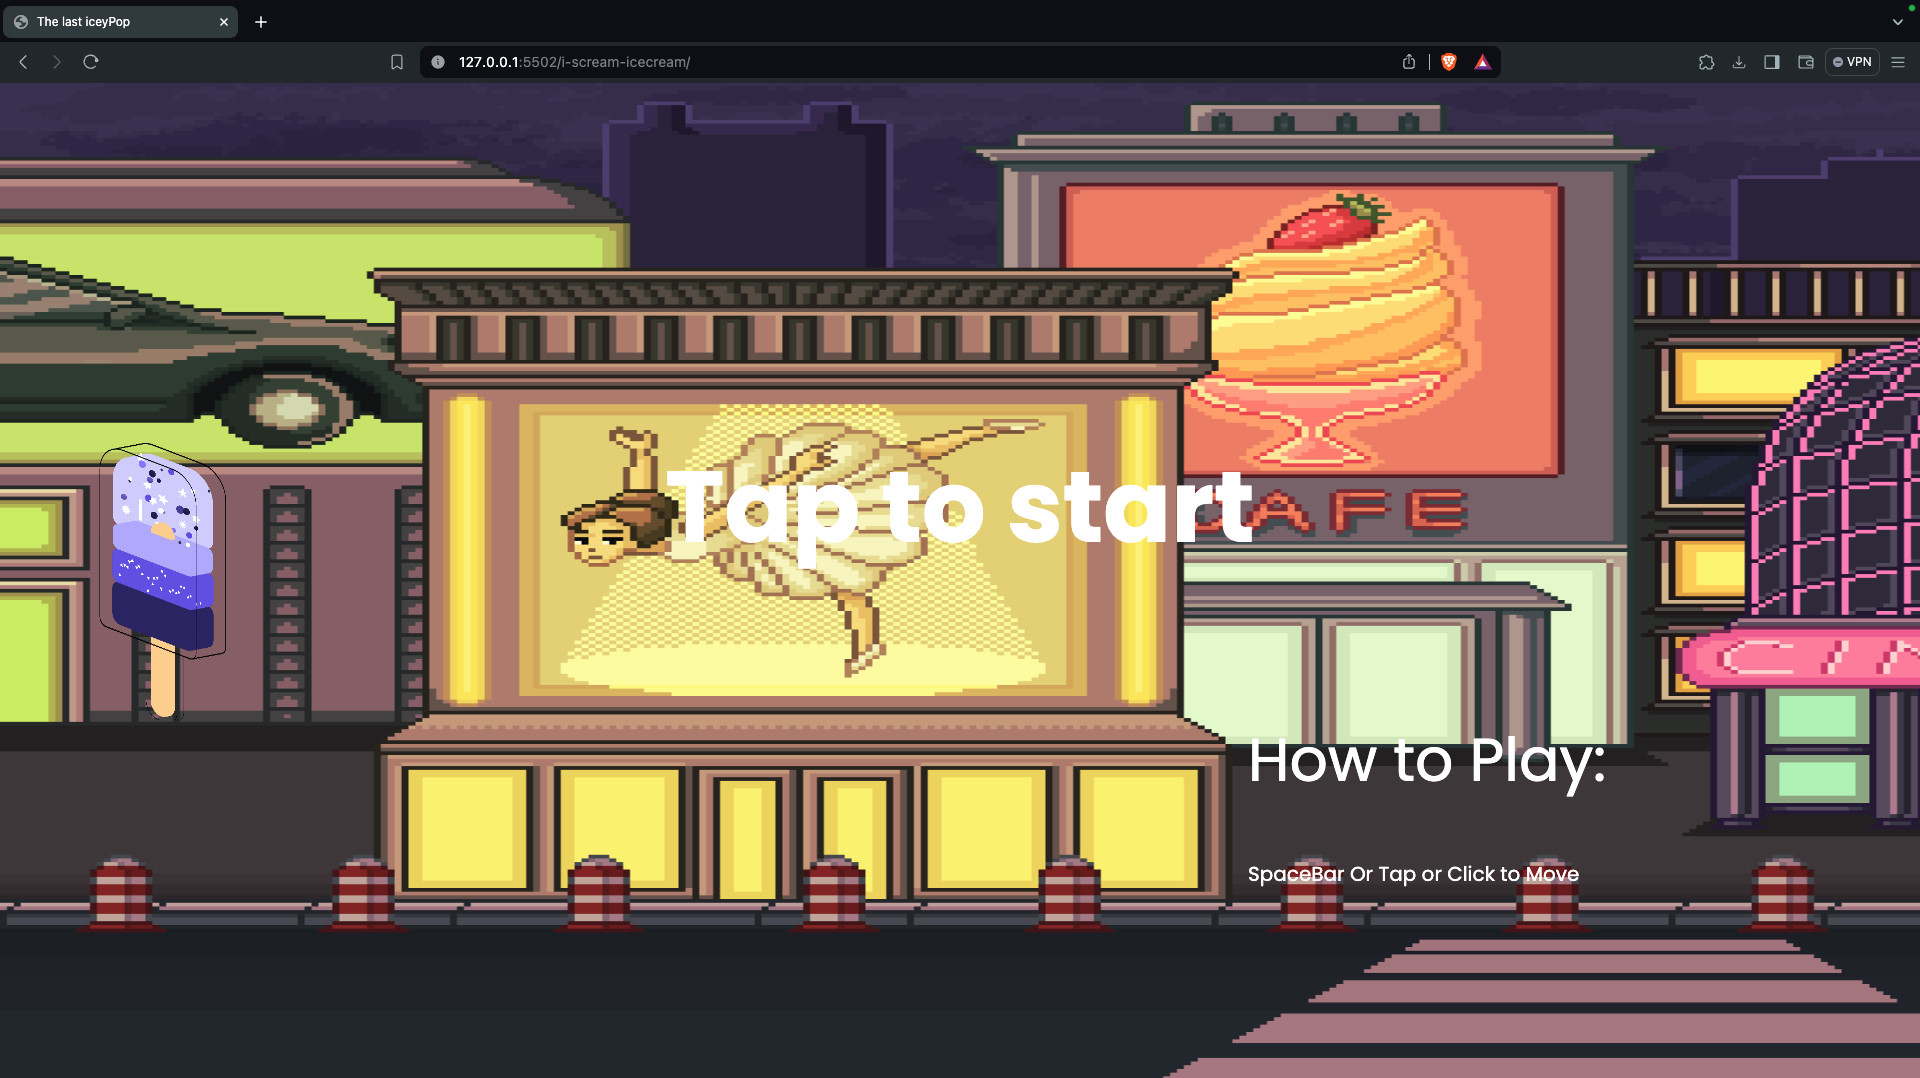 The last iceyPop
127.0.0.1:5502/i-scream-icecream/
VPN
Tap to start
CAFE
How to Play:
SpaceBar Or Tap or Click to Move